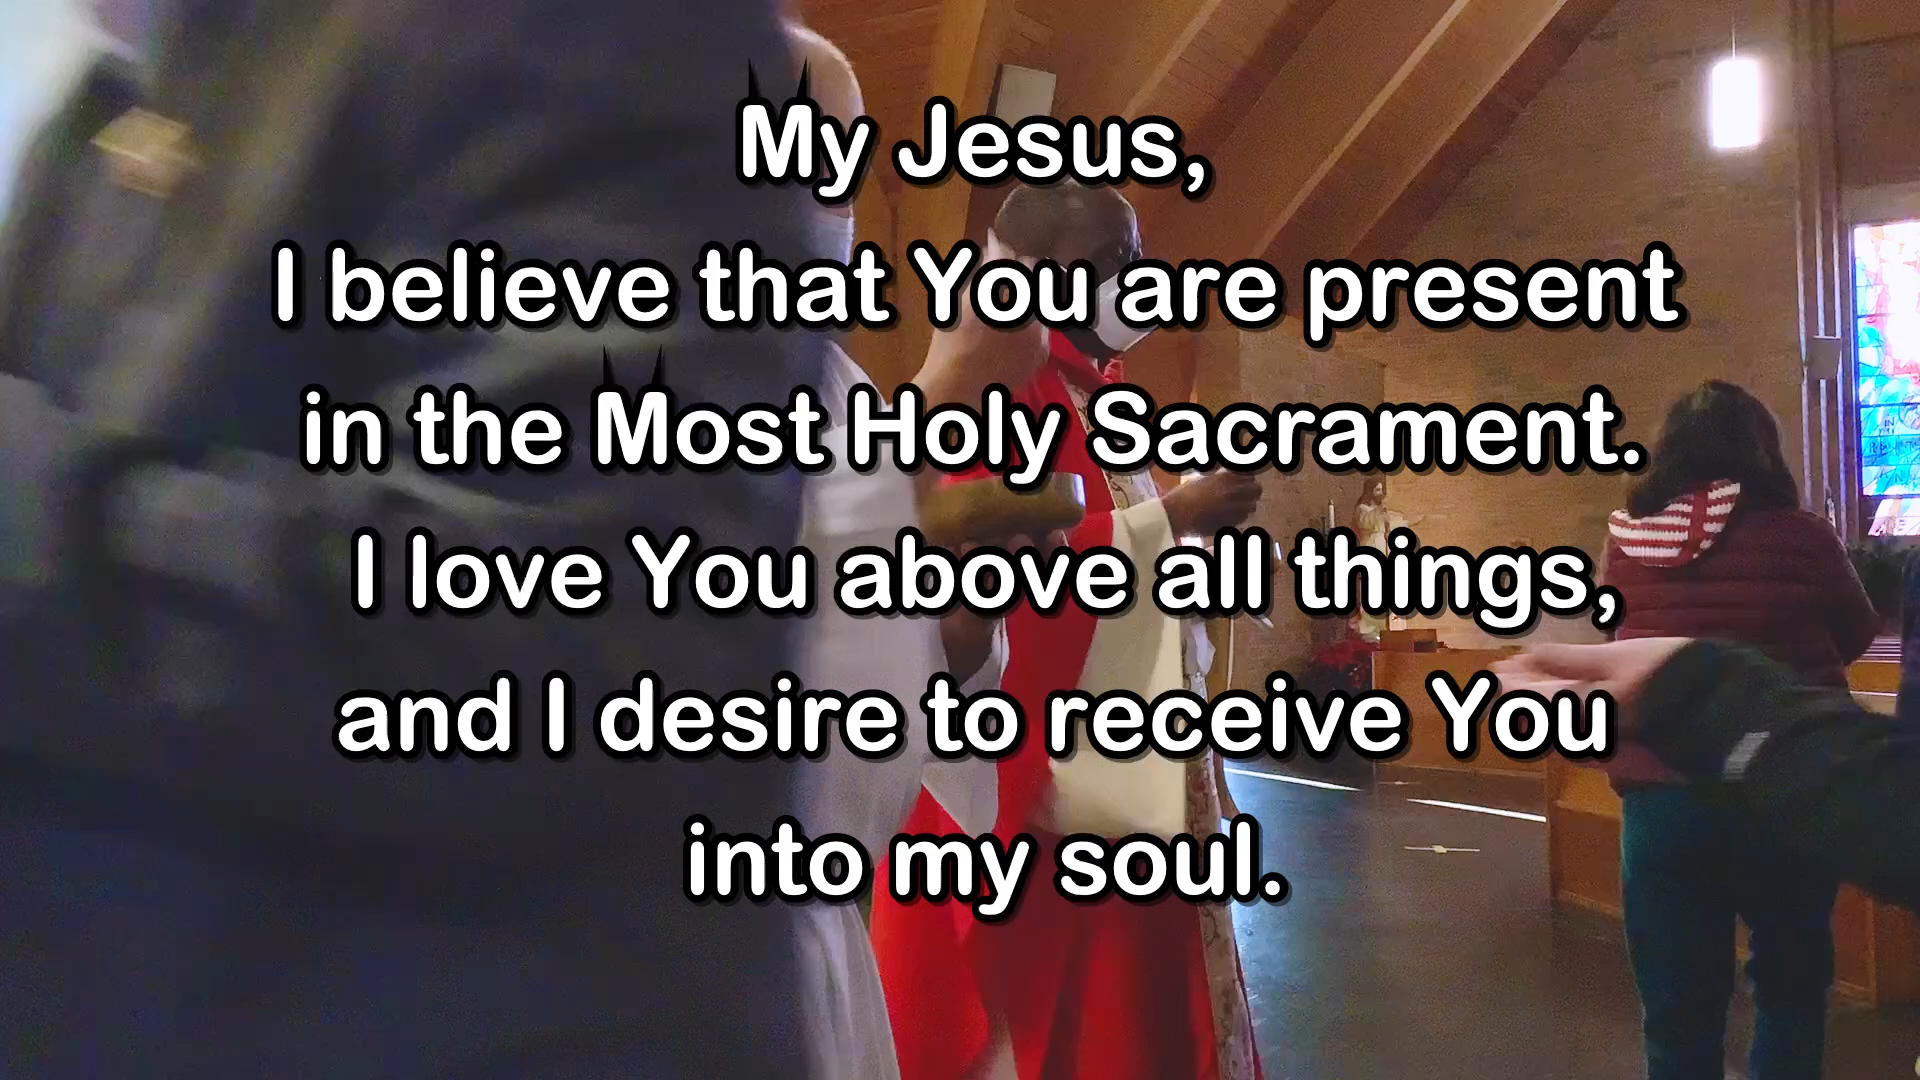 My Jesus,
I believe that You are present
in the Most Holy Sacrament.
I love You above all things,
and I desire to receive You
into my soul.